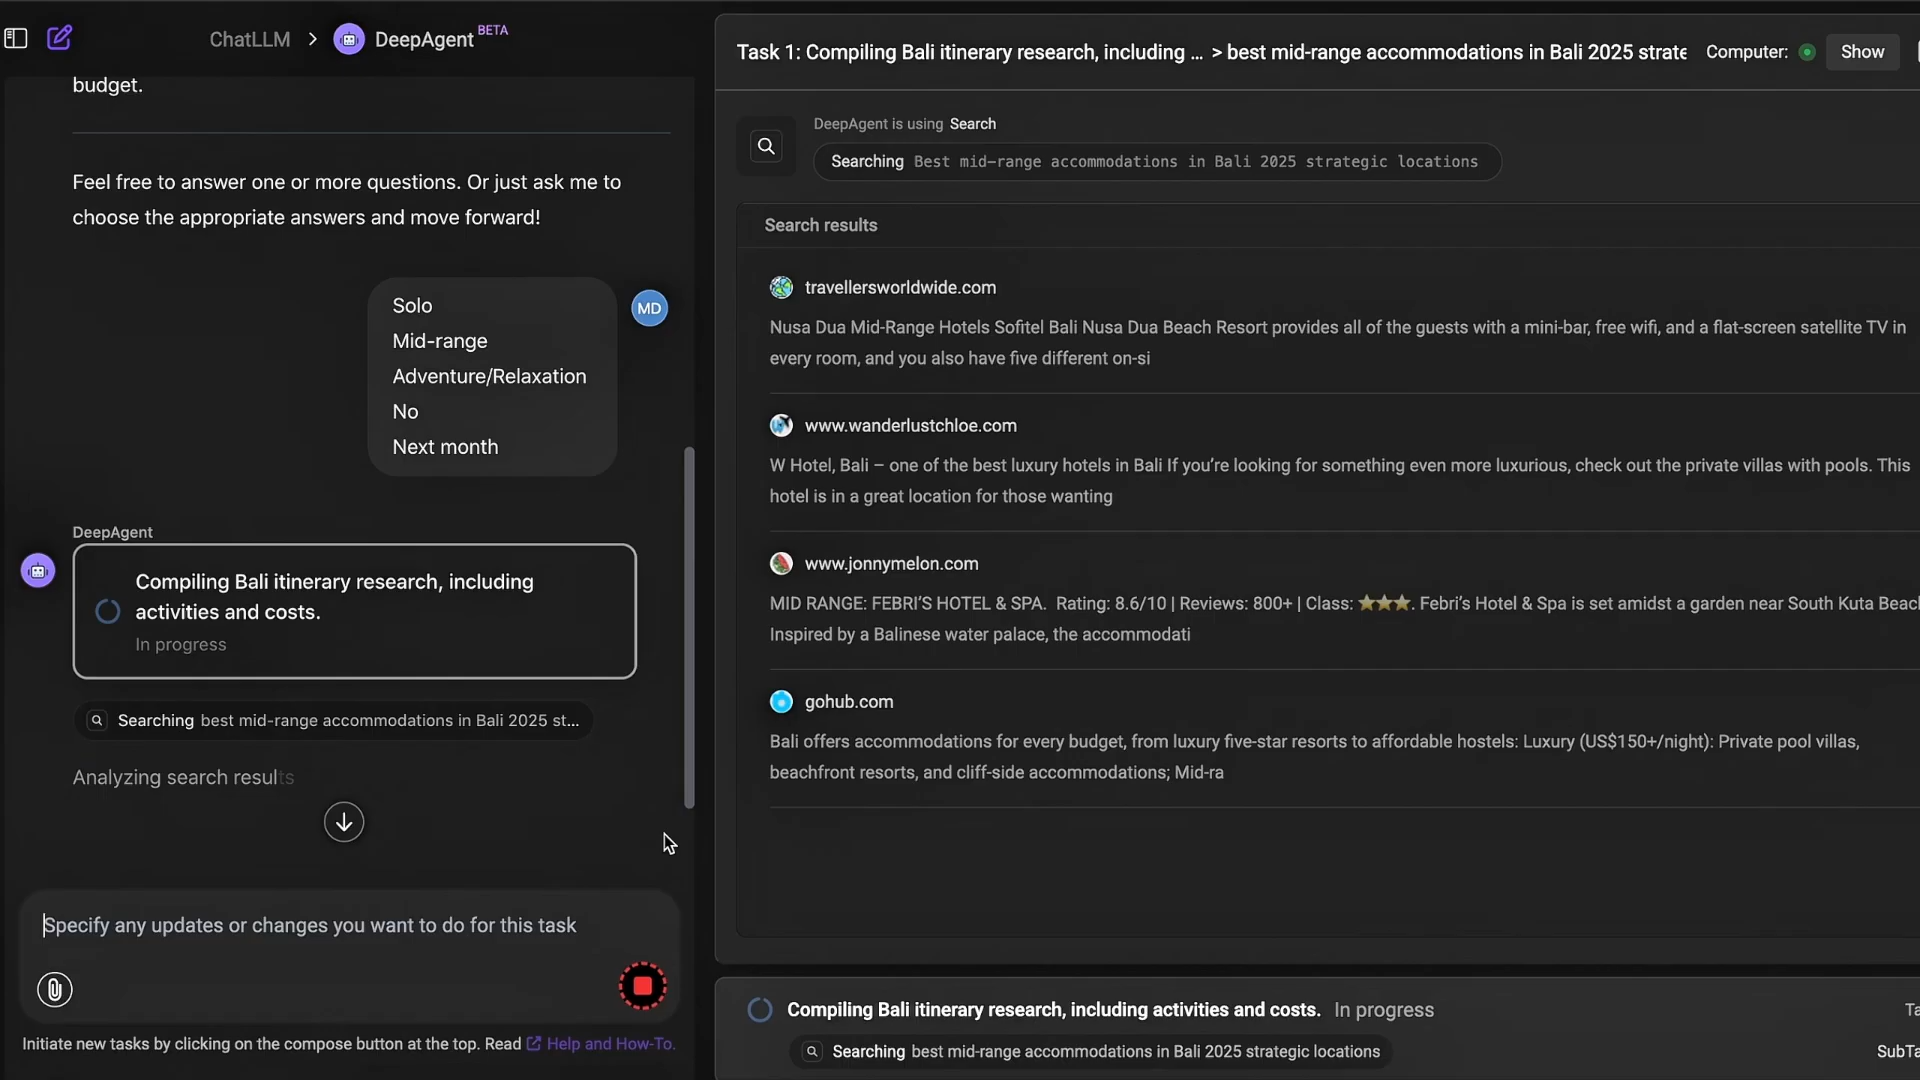 ChatLLM > DeepAgent BETA
budget.
Feel free to answer one or more questions. Or just ask me to
choose the appropriate answers and move forward!
MD
Solo
Mid-range
Adventure/Relaxation
No
Next month
DeepAgent
Compiling Bali itinerary research, including
activities and costs.
In progress
Searching best mid-range accommodations in Bali 2025 st...
Analyzing search results
Specify any updates or changes you want to do for this task
Initiate new tasks by clicking on the compose button at the top. Read Help and How-To.
Task 1: Compiling Bali itinerary research, including ... > best mid-range accommodations in Bali 2025 strate
Computer: Show
DeepAgent is using Search
Searching Best mid-range accommodations in Bali 2025 strategic locations
Search results
travellersworldwide.com
Nusa Dua Mid-Range Hotels Sofitel Bali Nusa Dua Beach Resort provides all of the guests with a mini-bar, free wifi, and a flat-screen satellite TV in
every room, and you also have five different on-si
www.wanderlustchloe.com
W Hotel, Bali – one of the best luxury hotels in Bali If you're looking for something even more luxurious, check out the private villas with pools. This
hotel is in a great location for those wanting
www.jonnymelon.com
MID RANGE: FEBRI'S HOTEL & SPA. Rating: 8.6/10 | Reviews: 800+ | Class: ⭐⭐⭐. Febri's Hotel & Spa is set amidst a garden near South Kuta Beach
Inspired by a Balinese water palace, the accommodati
gohub.com
Bali offers accommodations for every budget, from luxury five-star resorts to affordable hostels: Luxury (US$150+/night): Private pool villas,
beachfront resorts, and cliff-side accommodations; Mid-ra
Compiling Bali itinerary research, including activities and costs. In progress
Ta
Searching best mid-range accommodations in Bali 2025 strategic locations
SubTa